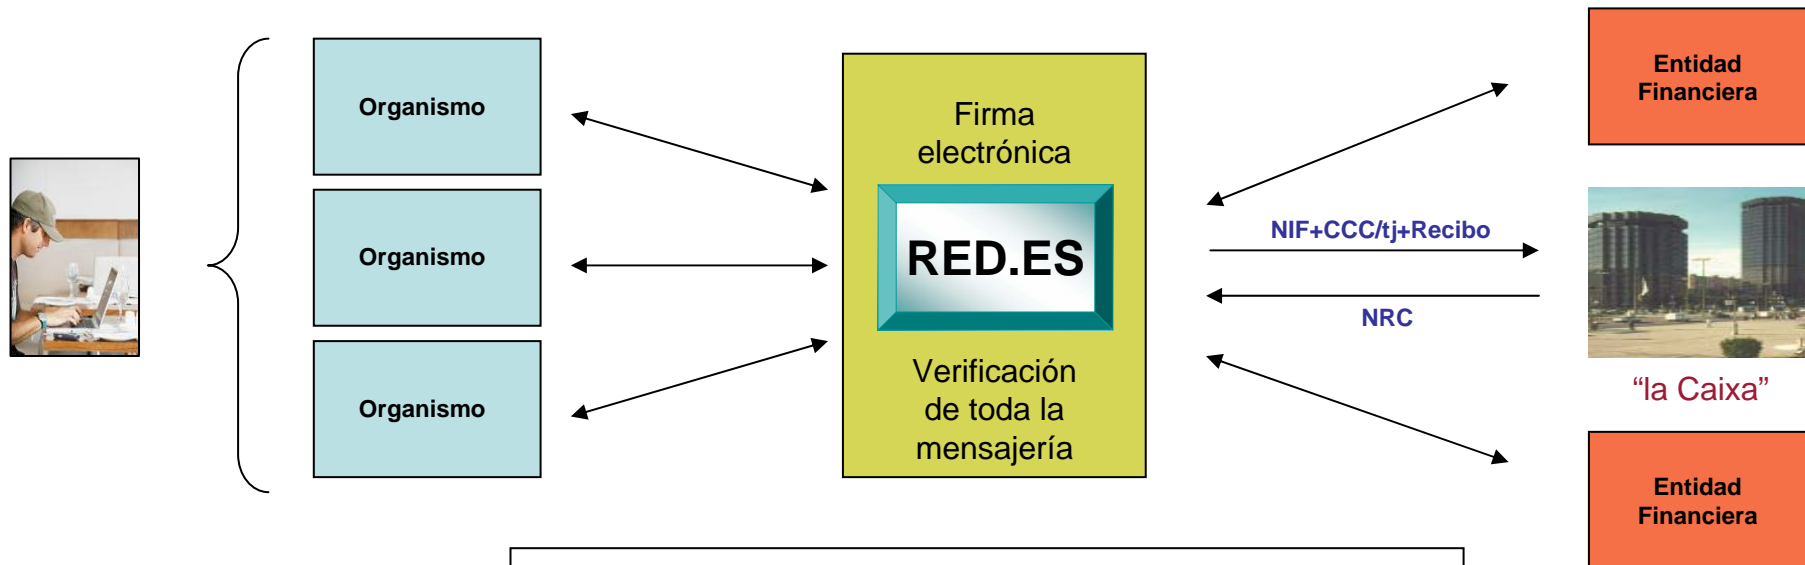 Organismo
Organismo
Organismo
Firma
electrónica
RED.ES
Verificación
de toda la
mensajería
NIF+CCC/tj+Recibo
NRC
Entidad
Financiera
“la Caixa”
Entidad
Financiera